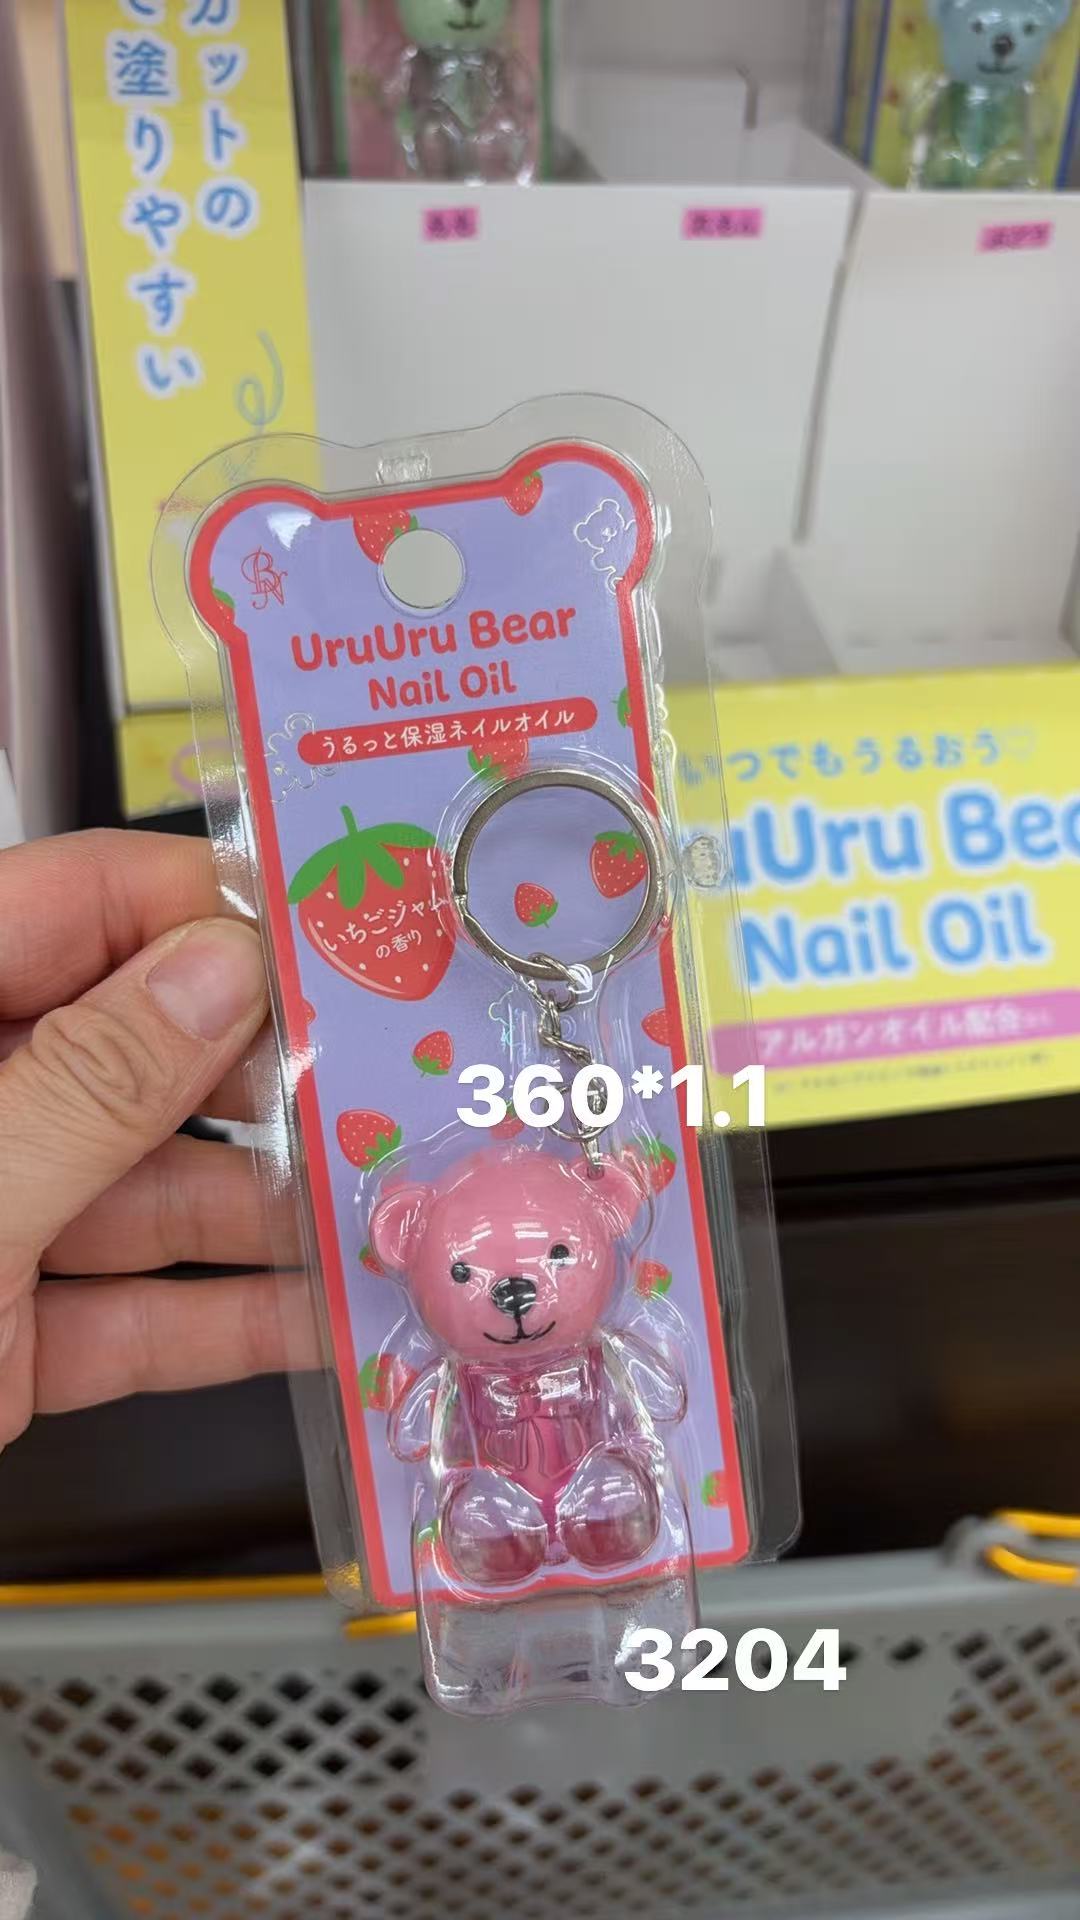 カットの
で塗りやすい
UruUru Bear
Nail Oil
うるっと保湿ネイルオイル
いちごジャム
の香り
つでもうるおう♡
uUru Bea
Nail Oil
アルガンオイル配合
360*1.1
3204